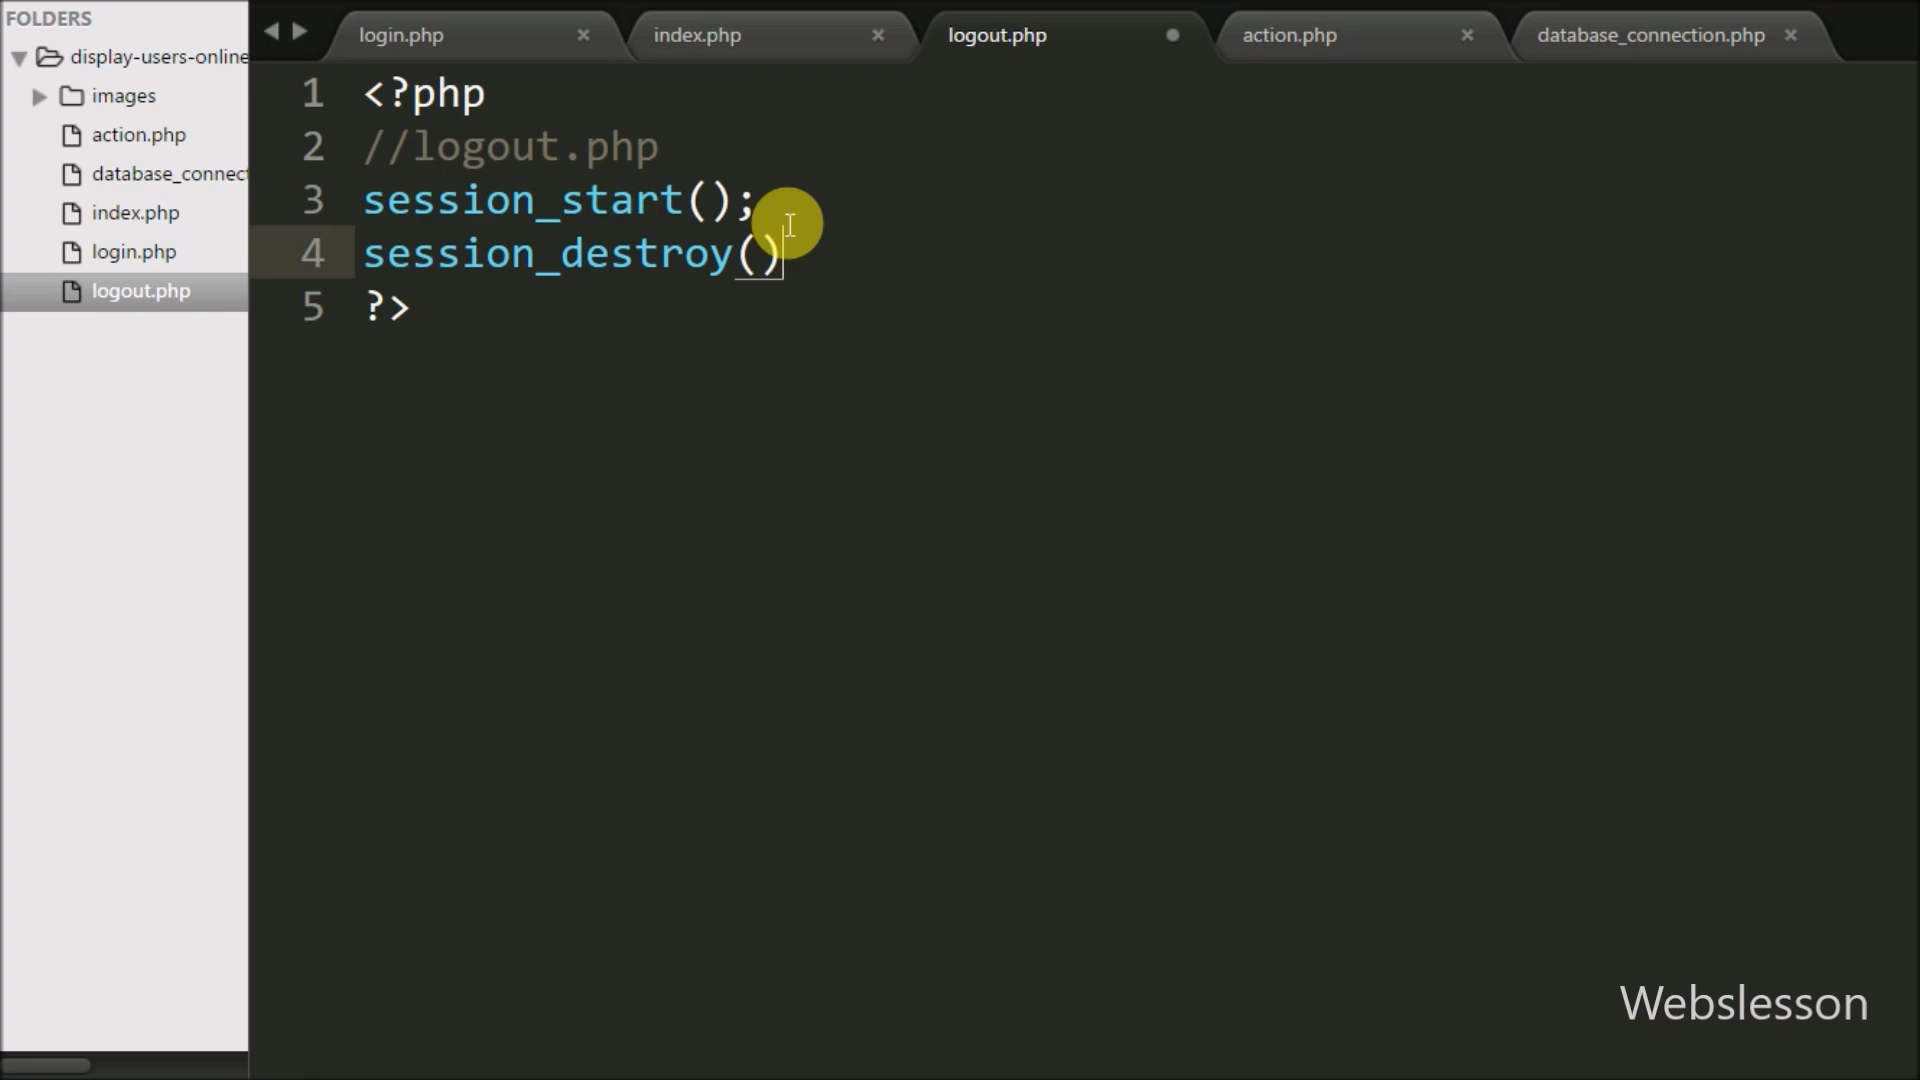 FOLDERS
display-users-online
images
action.php
database_connect
index.php
login.php
logout.php
login.php
index.php
logout.php
action.php
database_connection.php
1 <?php
2 //logout.php
3 session_start();
4 session_destroy()
5 ?>
Webslesson